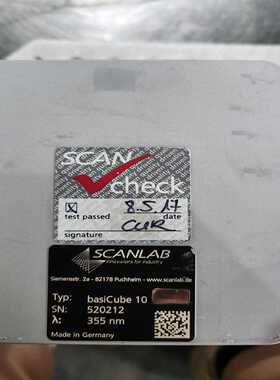 SCAN
check
8.5.17
test passed date
CUR
signature
SCANLAB
Innovators for Industry
Siemensstr. 2a - 82178 Puchheim / Germany
www.scanlab.de
Typ: basiCube 10
SN: 520212
λ: 355 nm
Made in Germany